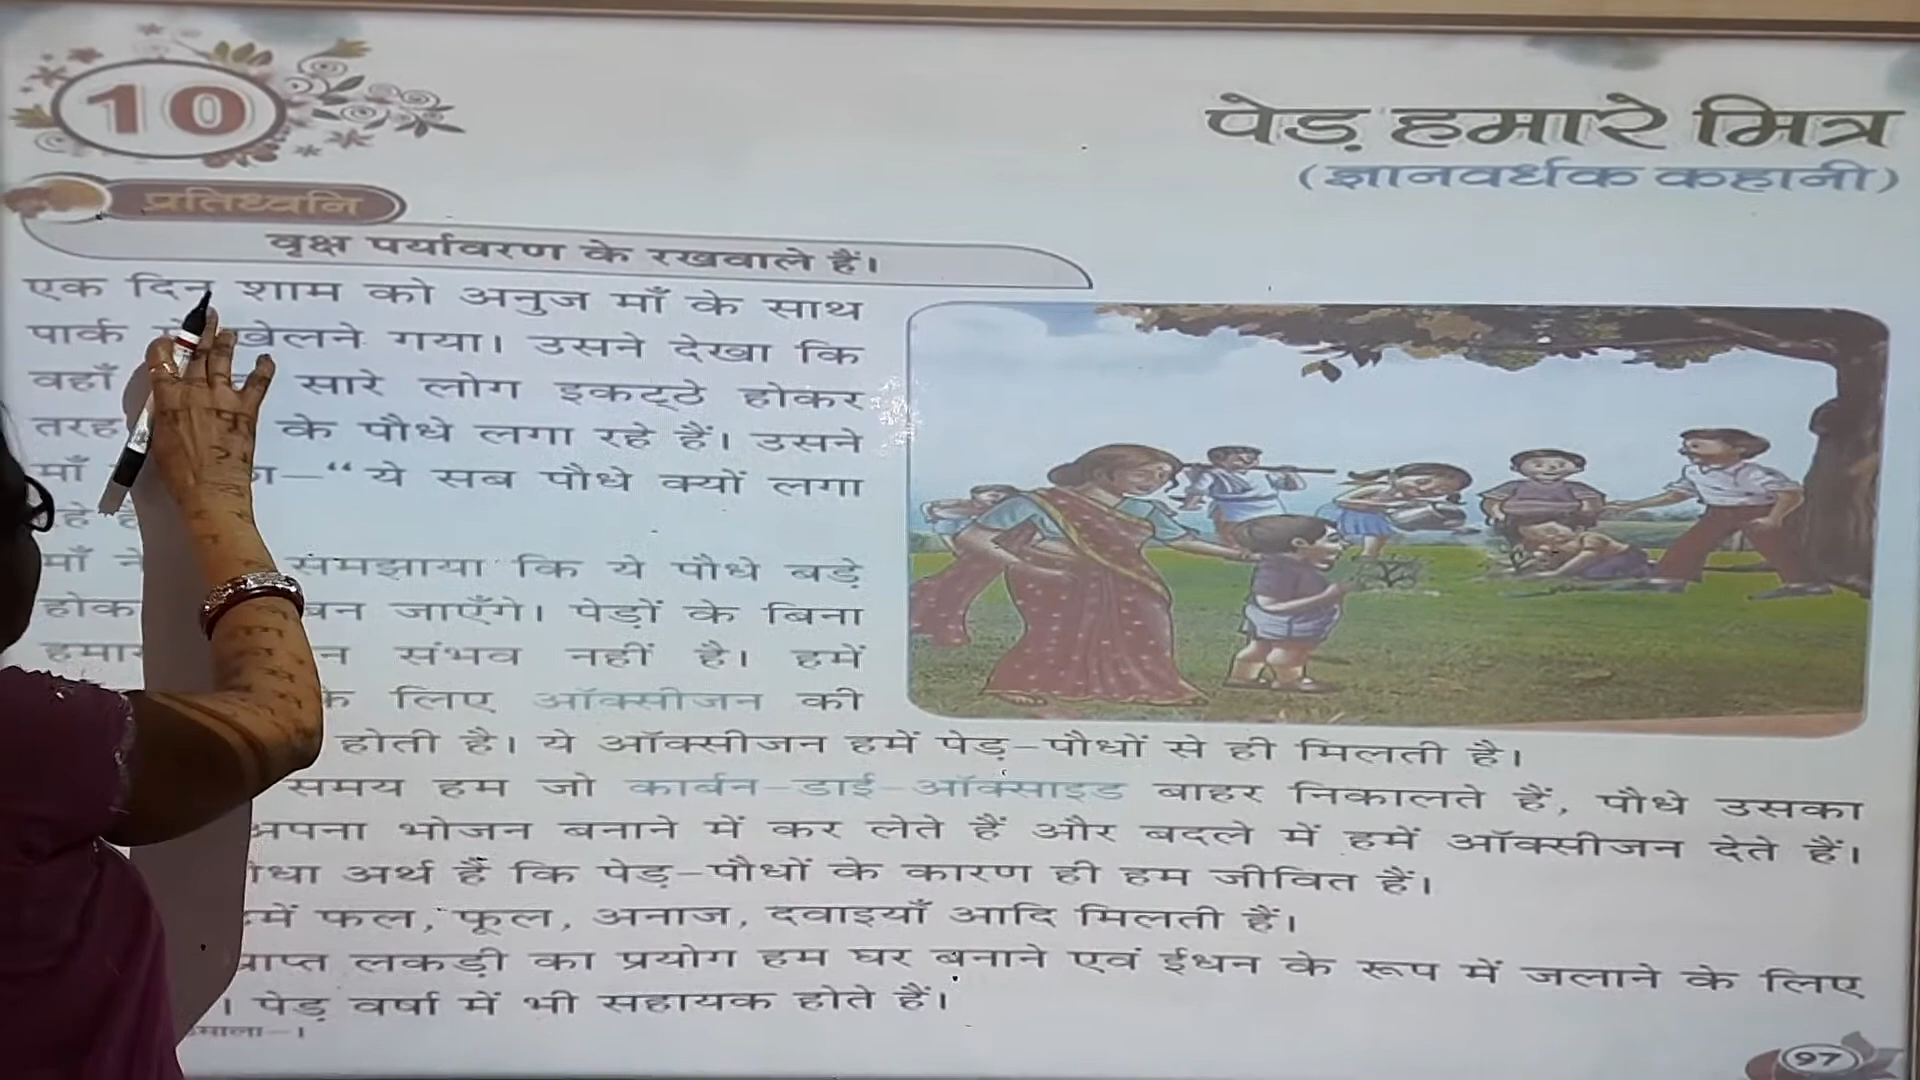 10
पेड़ हमारे मित्र
(ज्ञानवर्धक कहानी)
प्रतिध्वनि
वृक्ष पर्यावरण के रखवाले हैं।
एक दिन शाम को अनुज माँ के साथ
पार्क में खेलने गया। उसने देखा कि
वहाँ सारे लोग इकट्ठे होकर
तरह के पौधे लगा रहे हैं। उसने
माँ —“ये सब पौधे क्यों लगा
माँ ने समझाया कि ये पौधे बड़े
बन जाएँगे। पेड़ों के बिना
संभव नहीं है। हमें
के लिए ऑक्सीजन की
होती है। ये ऑक्सीजन हमें पेड़-पौधों से ही मिलती है।
समय हम जो कार्बन-डाई-ऑक्साइड बाहर निकालते हैं, पौधे उसका
अपना भोजन बनाने में कर लेते हैं और बदले में हमें ऑक्सीजन देते हैं।
अर्थ है कि पेड़-पौधों के कारण ही हम जीवित हैं।
फल, फूल, अनाज, दवाइयाँ आदि मिलती हैं।
प्राप्त लकड़ी का प्रयोग हम घर बनाने एवं ईधन के रूप में जलाने के लिए
। पेड़ वर्षा में भी सहायक होते हैं।
97